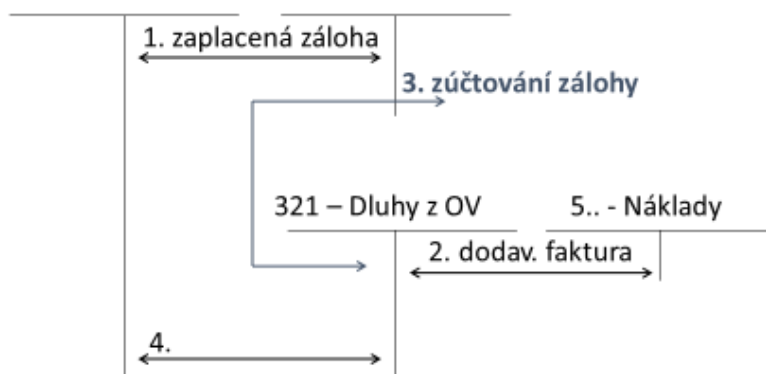 1. zaplacená záloha
3. zúčtování zálohy
321 – Dluhy z OV
5.. - Náklady
2. dodav. faktura
4.